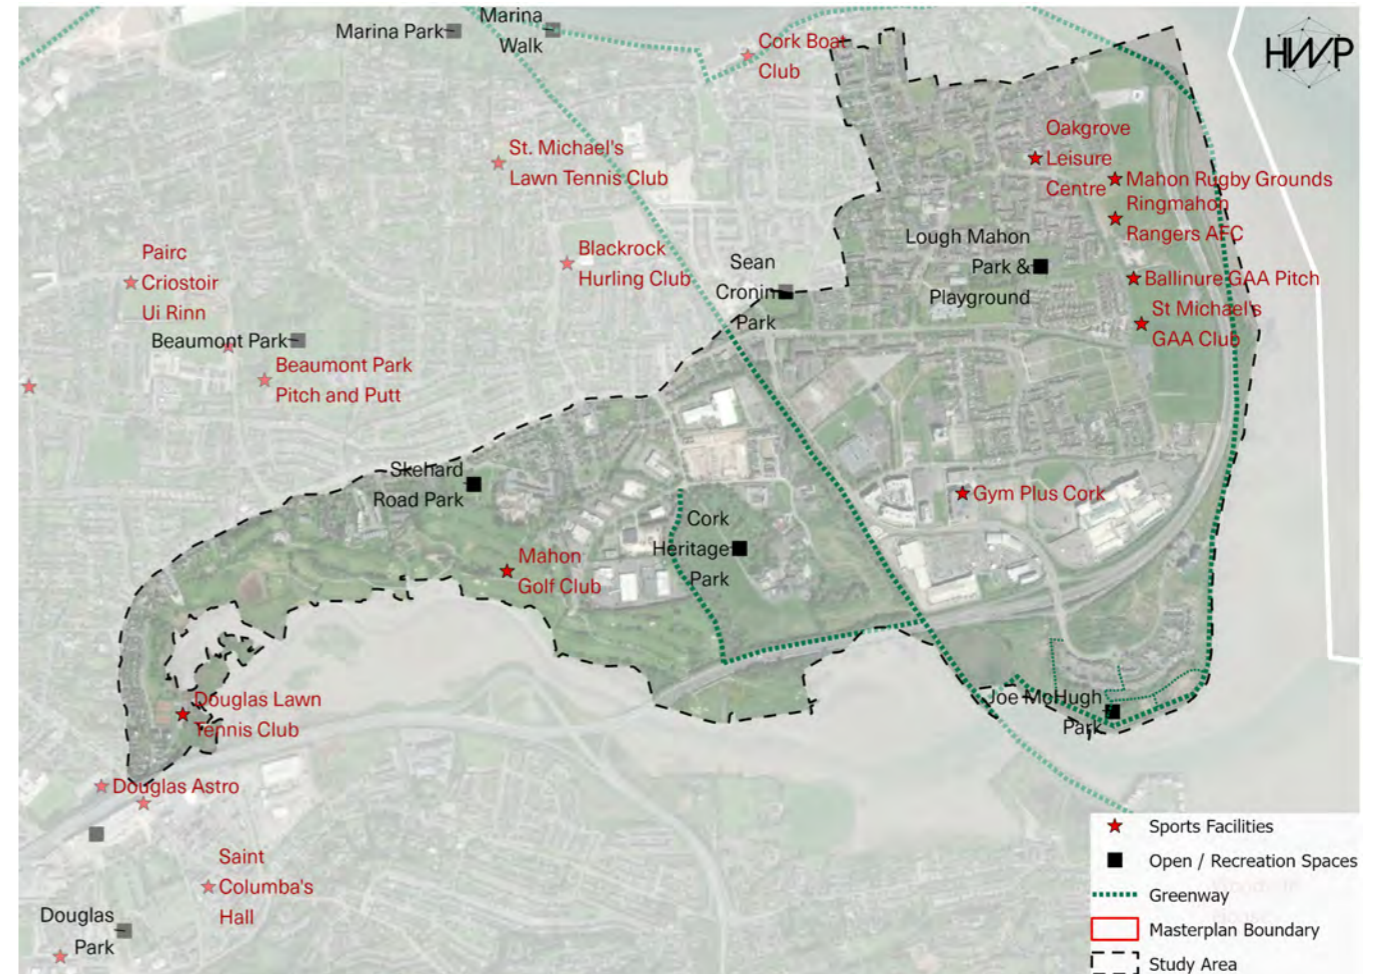 Marina Park
Marina
Walk
Cork Boat
Club
HWP
St. Michael's
Lawn Tennis Club
Oakgrove
Leisure
Centre
Mahon Rugby Grounds
Ringmahon
Rangers AFC
Pairc
Criostoir
Ui Rinn
Blackrock
Hurling Club
Sean
Cronin
Park
Lough Mahon
Park &
Playground
Ballinure GAA Pitch
St Michael's
GAA Club
Beaumont Park
Beaumont Park
Pitch and Putt
Skehard
Road Park
Gym Plus Cork
Cork
Heritage
Park
Mahon
Golf Club
Douglas Lawn
Tennis Club
Joe McHugh
Park
Douglas Astro
Saint
Columba's
Hall
Douglas
Park
Sports Facilities
Open / Recreation Spaces
Greenway
Masterplan Boundary
Study Area